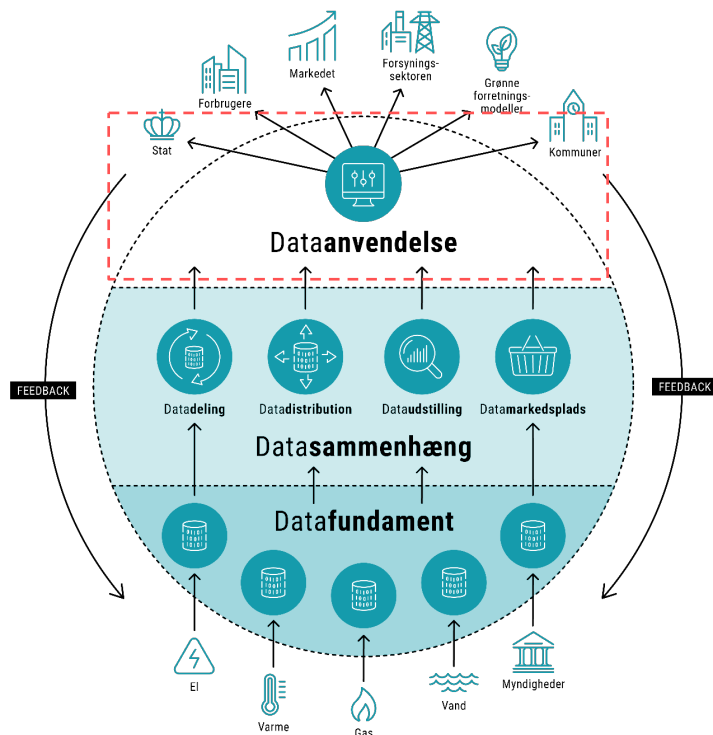 Markedet
Forsynings-
sektoren
Grønne
forretnings-
modeller
Forbrugere
Stat
Kommuner
Dataanvendelse
FEEDBACK
FEEDBACK
Datadeling
Datadistribution
Dataudstilling
Datamarkedsplads
Datasammenhæng
Datafundament
El
Varme
Gas
Vand
Myndigheder